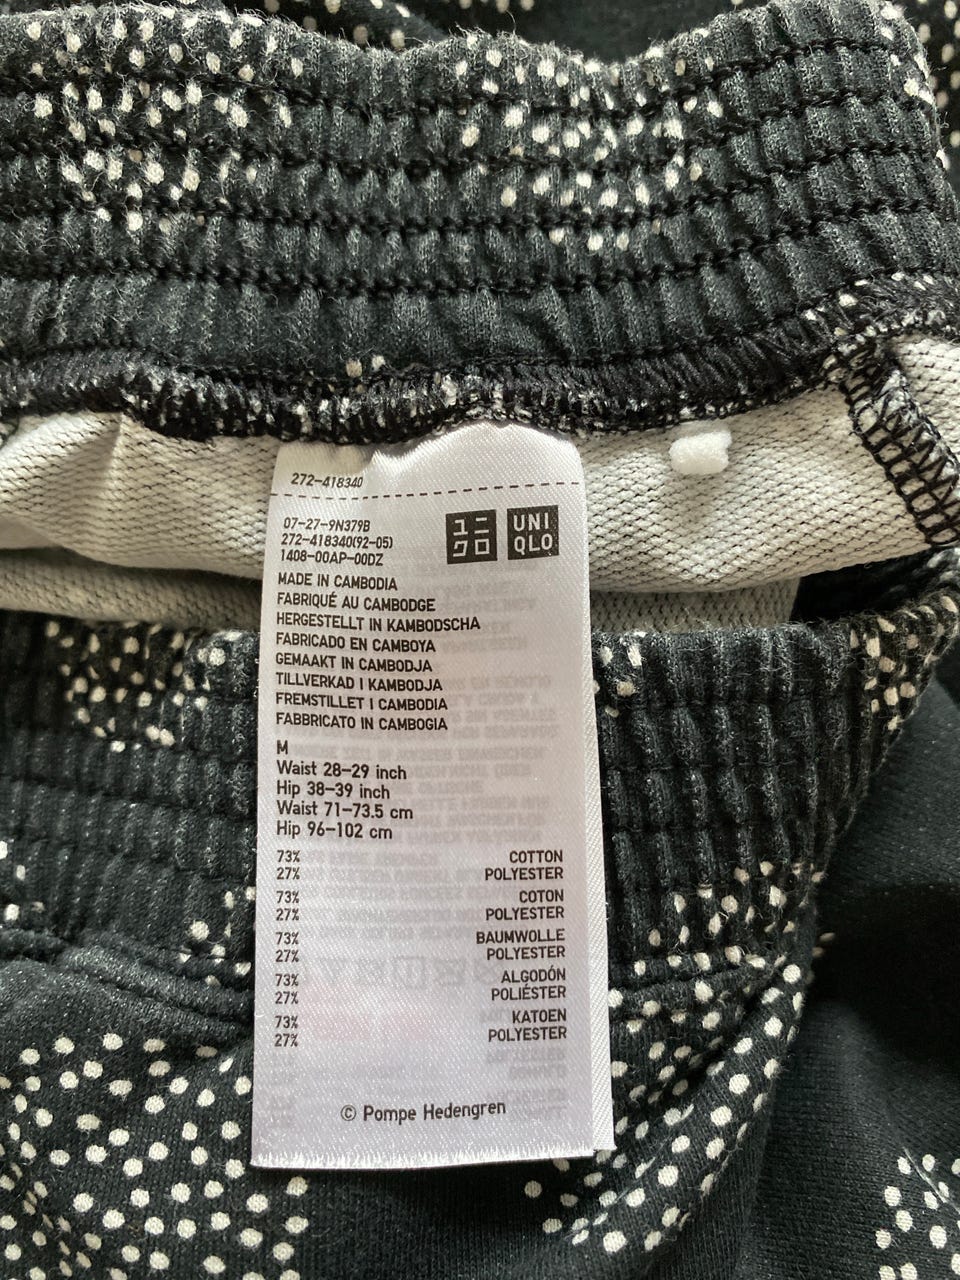 272-418340
07-27-9N379B
272-418340(92-05)
1408-00AP-00DZ
ユニ
クロ
UNI
QLO
MADE IN CAMBODIA
FABRIQUÉ AU CAMBODGE
HERGESTELLT IN KAMBODSCHA
FABRICADO EN CAMBOYA
GEMAAKT IN CAMBODJA
TILLVERKAD I KAMBODJA
FREMSTILLET I CAMBODIA
FABBRICATO IN CAMBOGIA
M
Waist 28-29 inch
Hip 38-39 inch
Waist 71-73.5 cm
Hip 96-102 cm
73% COTTON
27% POLYESTER
73% COTON
27% POLYESTER
73% BAUMWOLLE
27% POLYESTER
73% ALGODÓN
27% POLIÉSTER
73% KATOEN
27% POLYESTER
© Pompe Hedengren